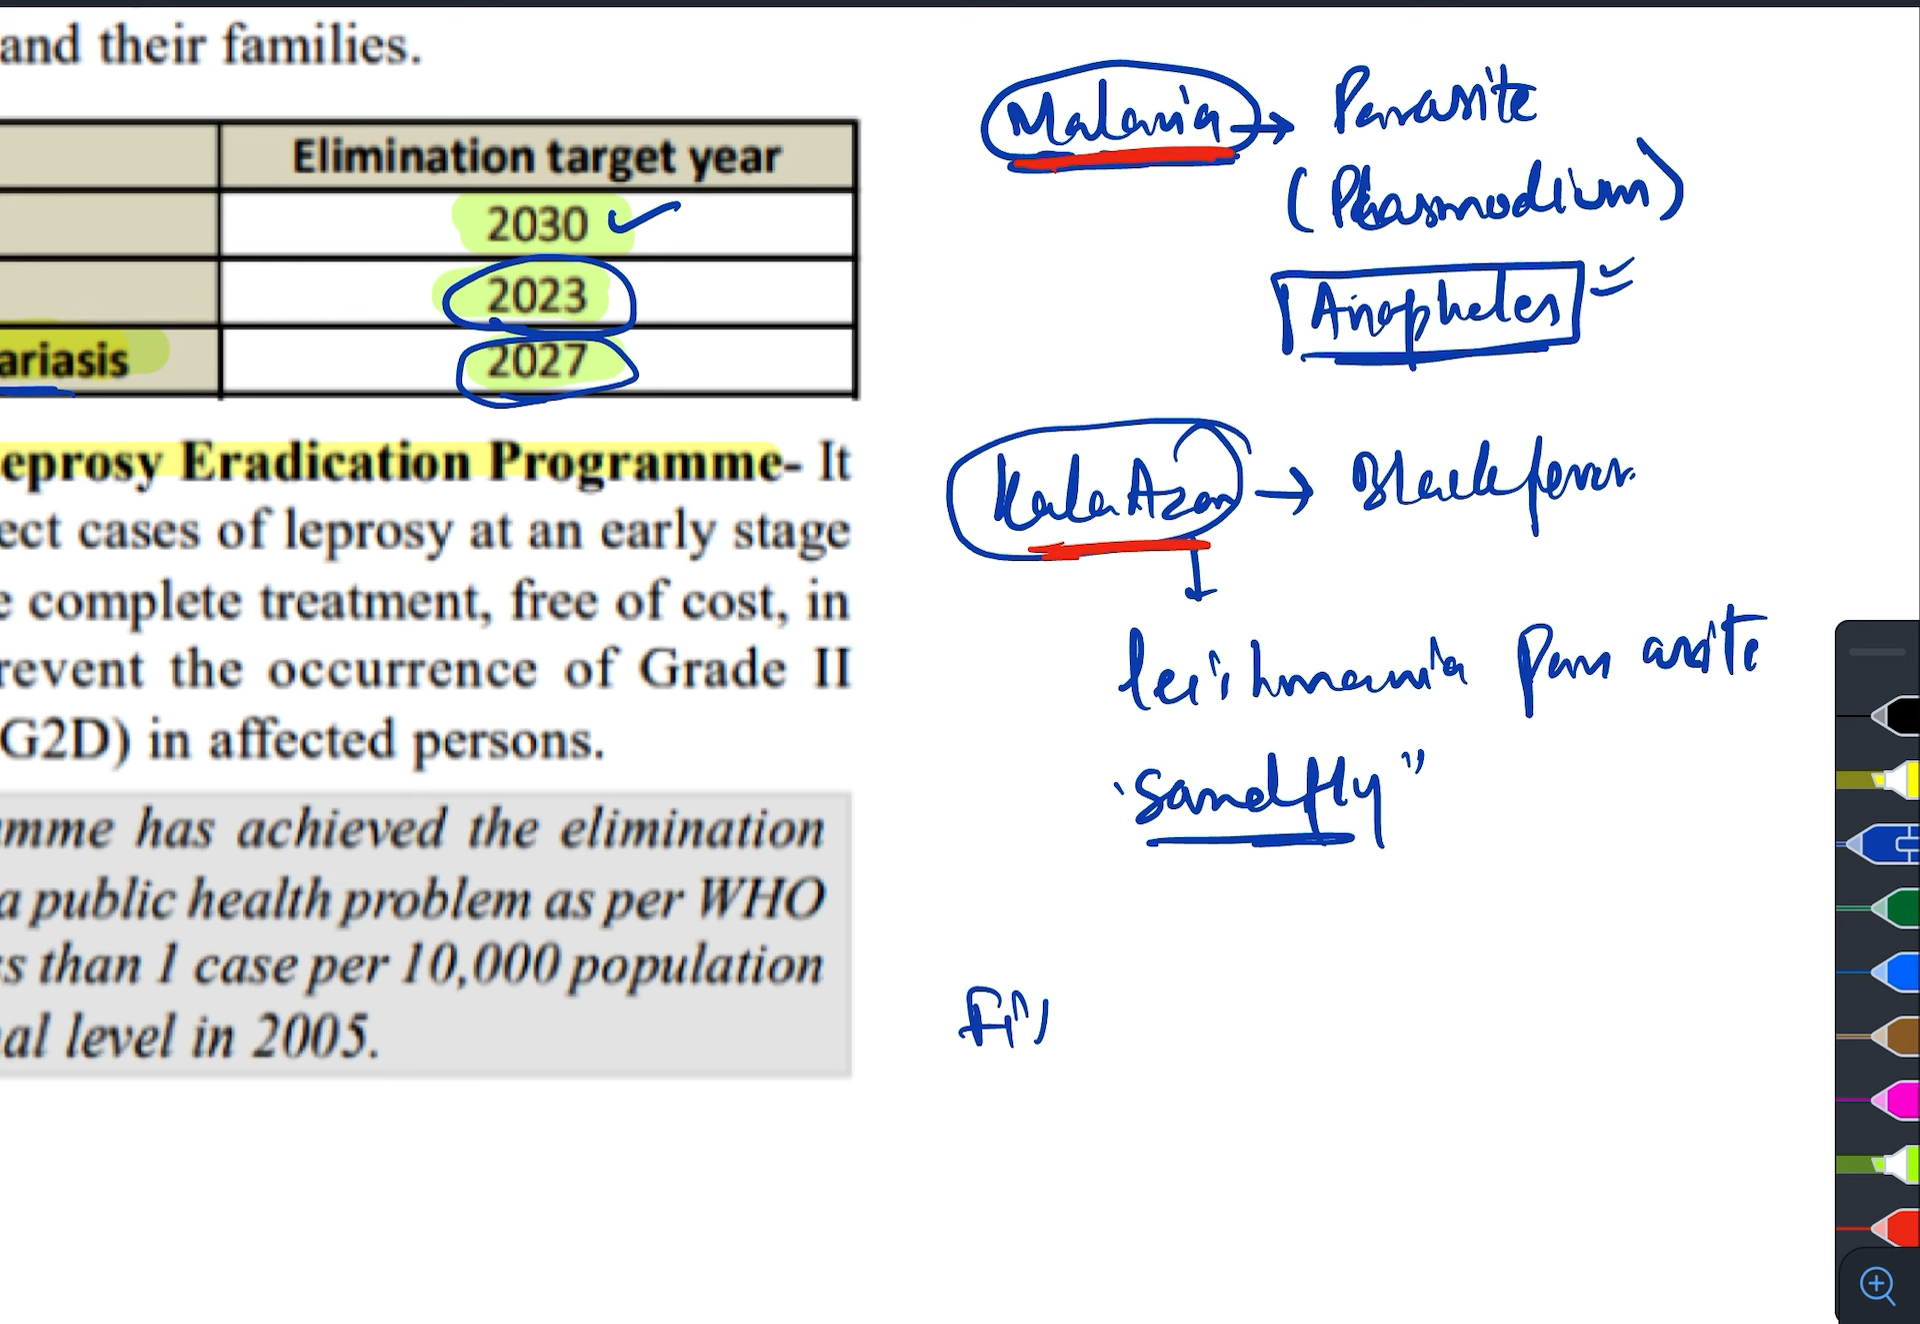 and their families.
Elimination target year
2030
2023
ariasis 2027
eprosy Eradication Programme- It
ect cases of leprosy at an early stage
e complete treatment, free of cost, in
revent the occurrence of Grade II
G2D) in affected persons.
mme has achieved the elimination
a public health problem as per WHO
s than 1 case per 10,000 population
al level in 2005.
Malaria → Parasite
(Plasmodium)
Anopheles
Kala Azar → Black fever.
leishmania Parasite
"sandfly"
Fil